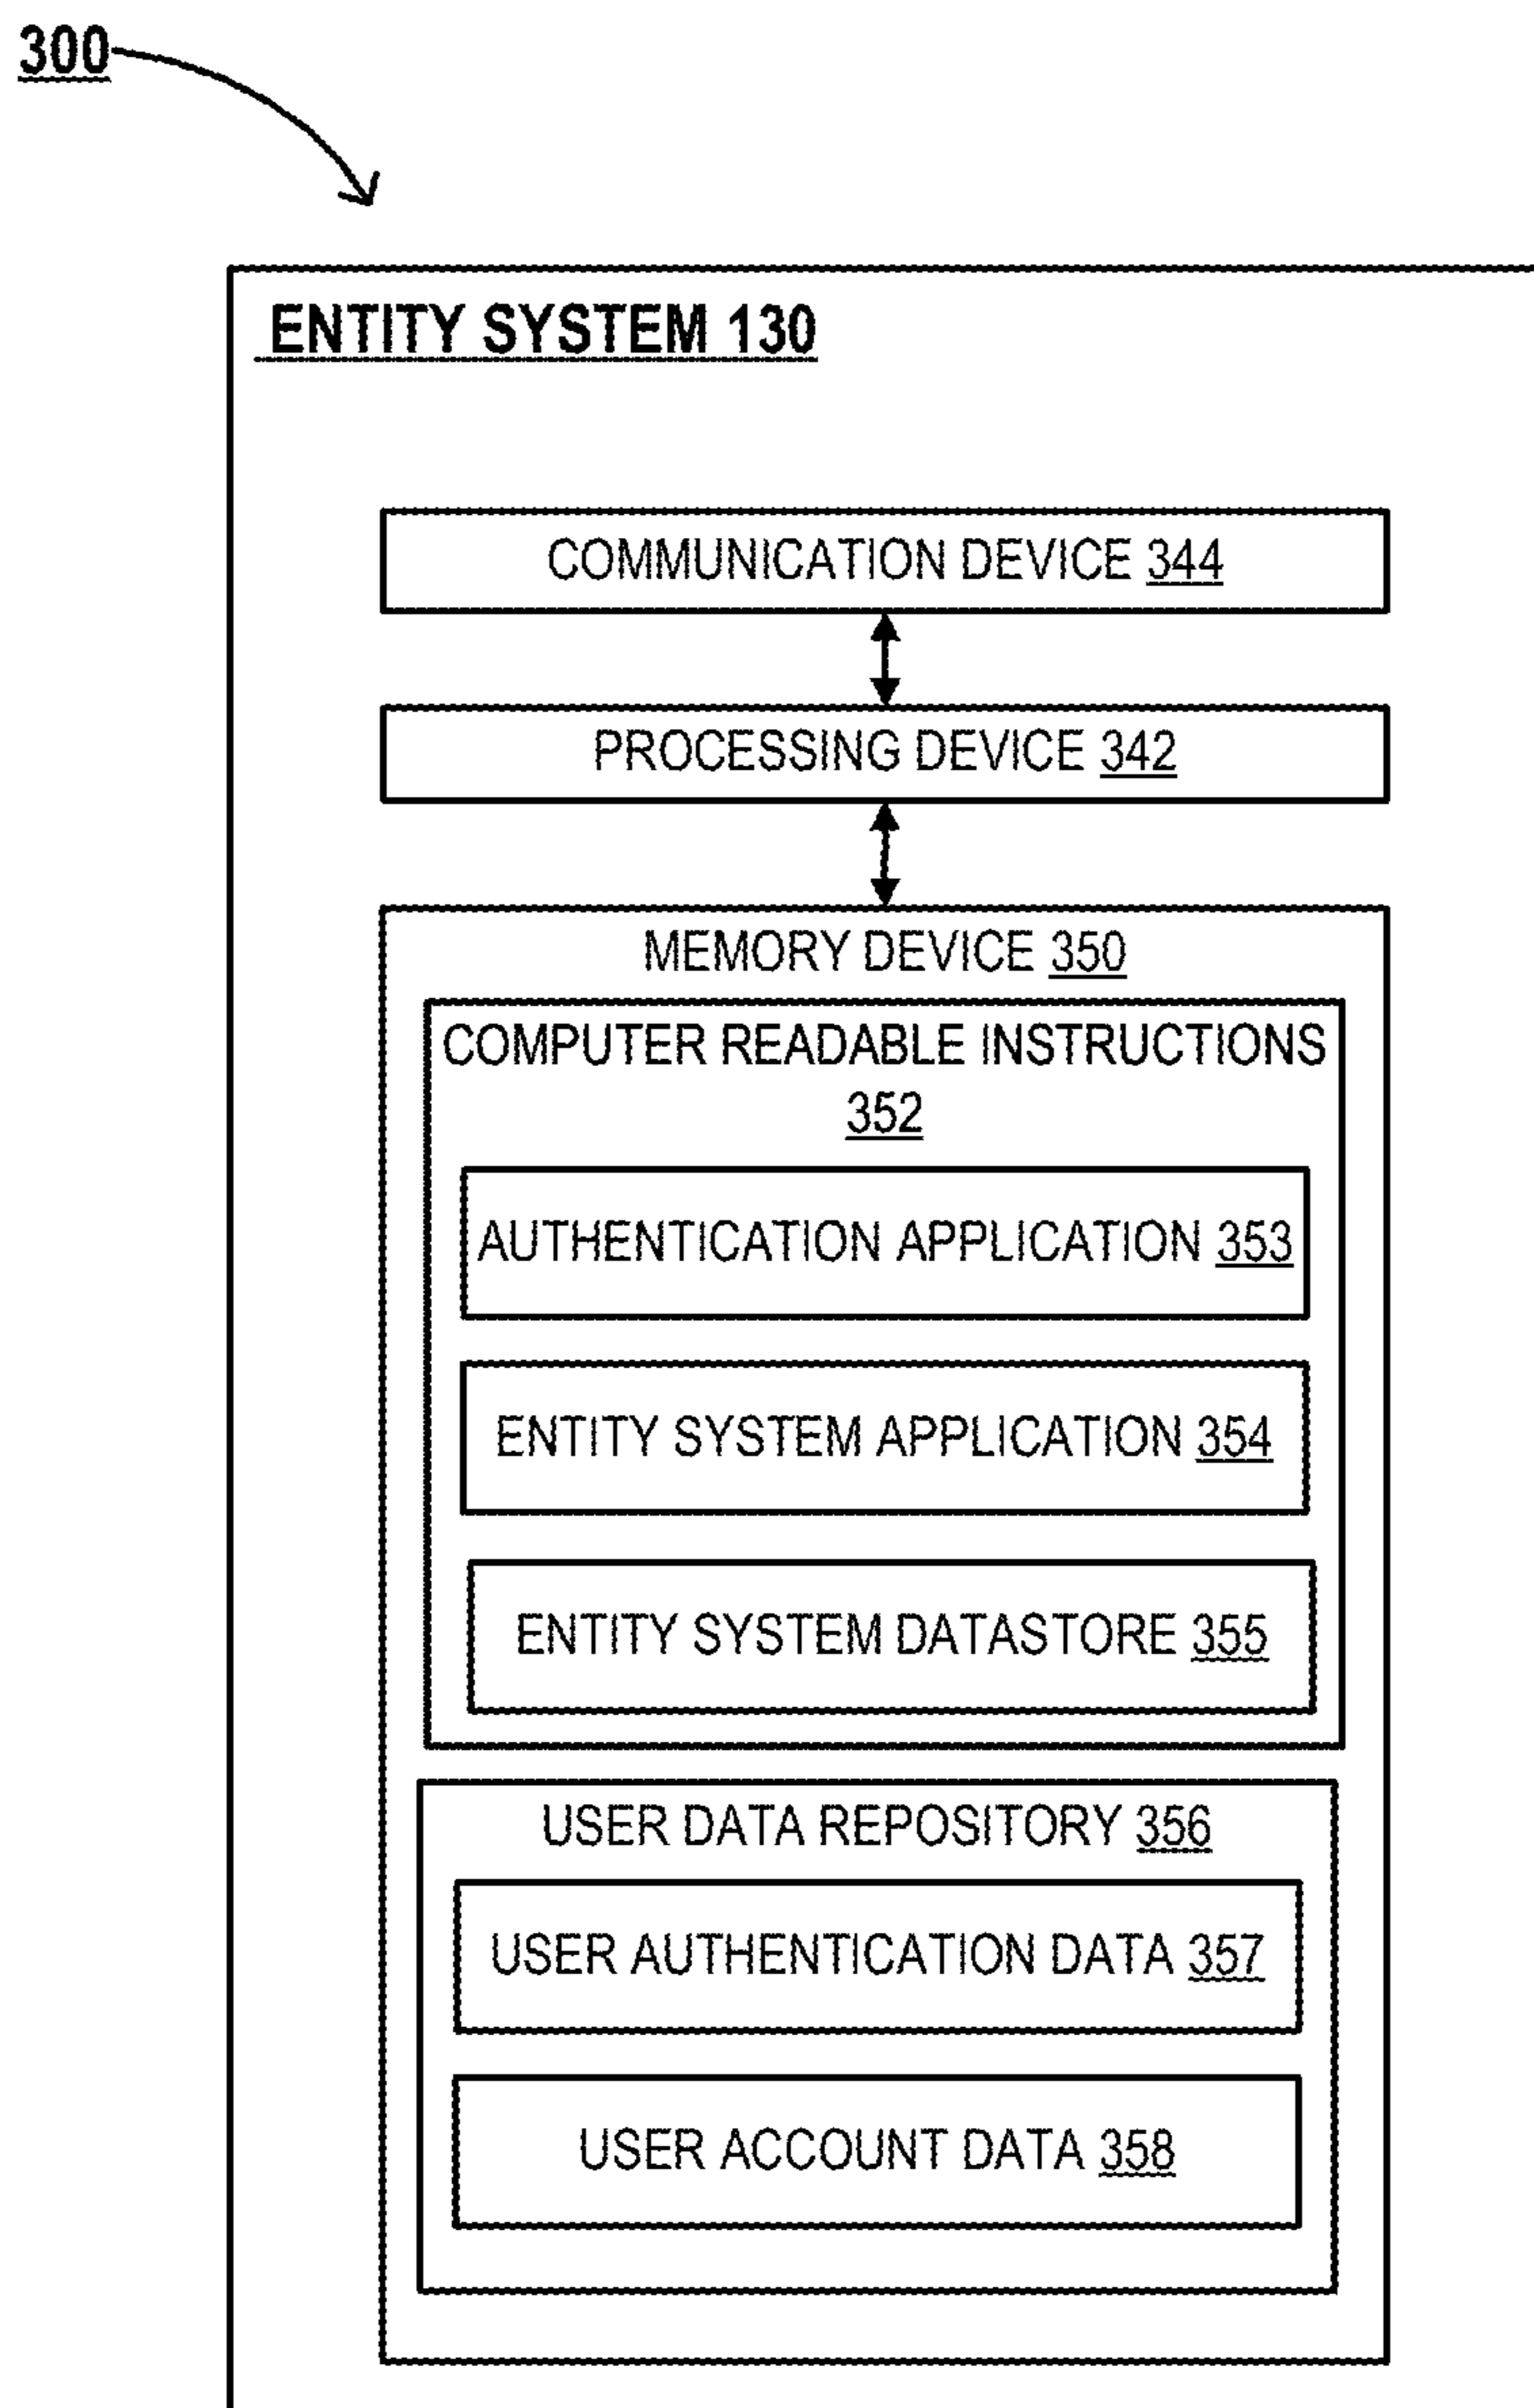 300
ENTITY SYSTEM 130
COMMUNICATION DEVICE 344
PROCESSING DEVICE 342
MEMORY DEVICE 350
COMPUTER READABLE INSTRUCTIONS
352
AUTHENTICATION APPLICATION 353
ENTITY SYSTEM APPLICATION 354
ENTITY SYSTEM DATASTORE 355
USER DATA REPOSITORY 356
USER AUTHENTICATION DATA 357
USER ACCOUNT DATA 358